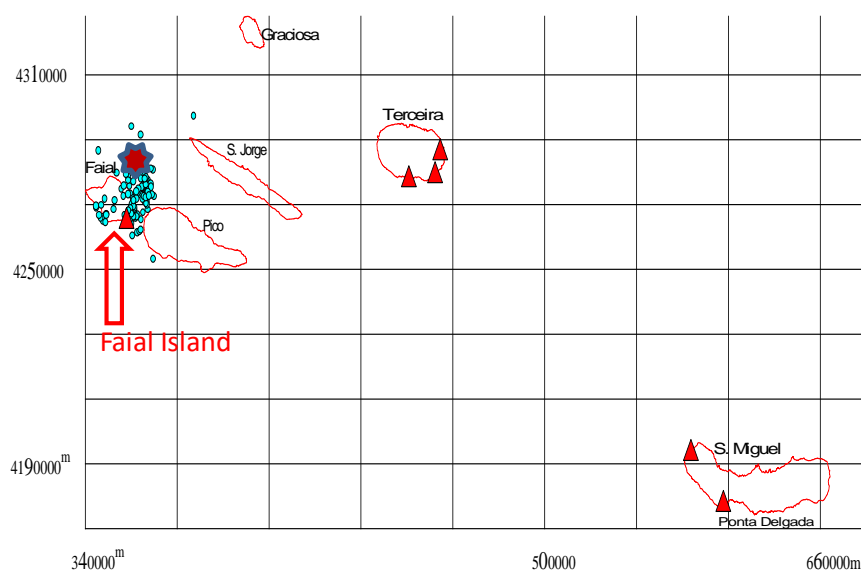 Graciosa
4310000
Terceira
S. Jorge
Faial
Pico
4250000
Faial Island
4190000m
S. Miguel
Ponta Delgada
340000m
500000
660000m